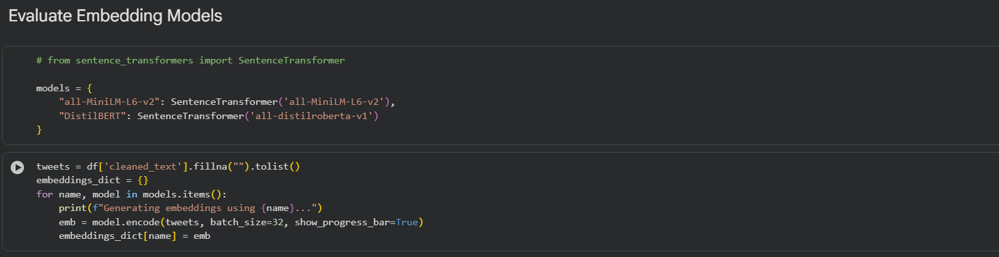 Evaluate Embedding Models
# from sentence_transformers import SentenceTransformer
models = {
    "all-MiniLM-L6-v2": SentenceTransformer('all-MiniLM-L6-v2'),
    "DistilBERT": SentenceTransformer('all-distilroberta-v1')
}
tweets = df['cleaned_text'].fillna("").tolist()
embeddings_dict = {}
for name, model in models.items():
    print(f"Generating embeddings using {name}...")
    emb = model.encode(tweets, batch_size=32, show_progress_bar=True)
    embeddings_dict[name] = emb